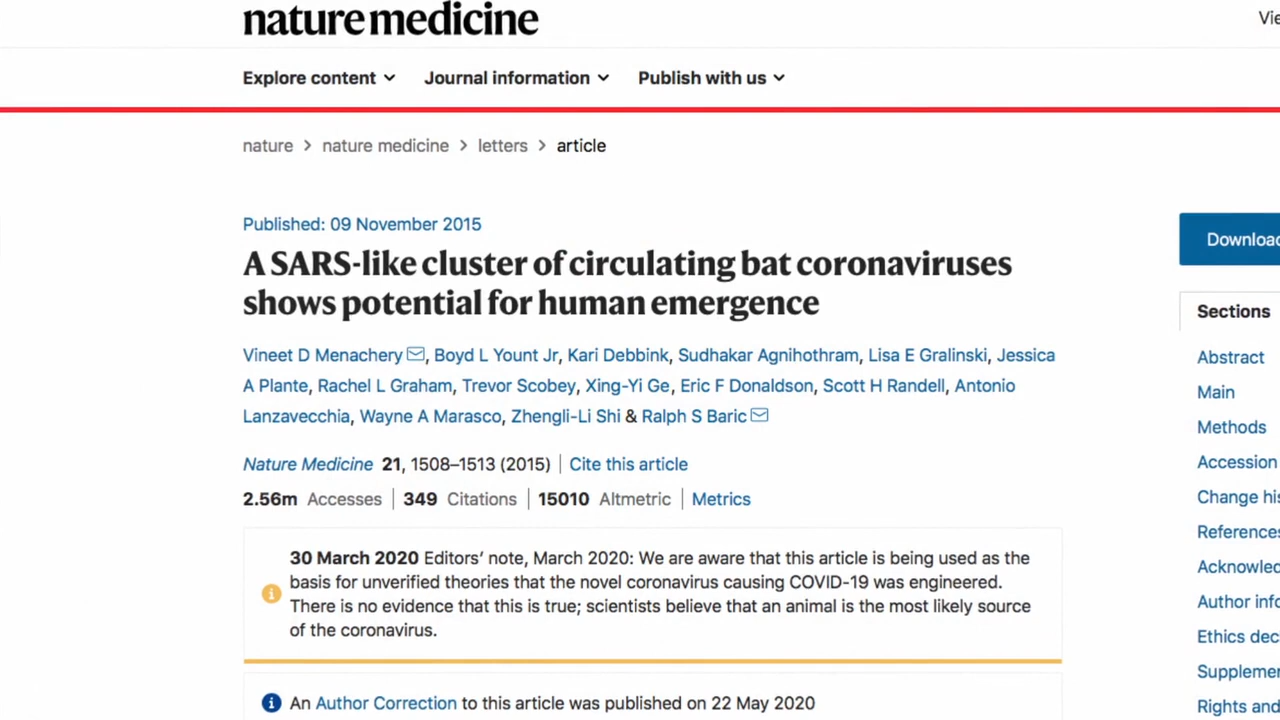 nature medicine
Explore content
Journal information
Publish with us
nature > nature medicine > letters > article
Published: 09 November 2015
A SARS-like cluster of circulating bat coronaviruses
shows potential for human emergence
Vineet D Menachery, Boyd L Yount Jr, Kari Debbink, Sudhakar Agnihothram, Lisa E Gralinski, Jessica
A Plante, Rachel L Graham, Trevor Scobey, Xing-Yi Ge, Eric F Donaldson, Scott H Randell, Antonio
Lanzavecchia, Wayne A Marasco, Zhengli-Li Shi & Ralph S Baric
Nature Medicine 21, 1508–1513 (2015) | Cite this article
2.56m Accesses | 349 Citations | 15010 Altmetric | Metrics
30 March 2020 Editors’ note, March 2020: We are aware that this article is being used as the
basis for unverified theories that the novel coronavirus causing COVID-19 was engineered.
There is no evidence that this is true; scientists believe that an animal is the most likely source
of the coronavirus.
An Author Correction to this article was published on 22 May 2020
Sections
Abstract
Main
Methods
Accession
References
Rights and